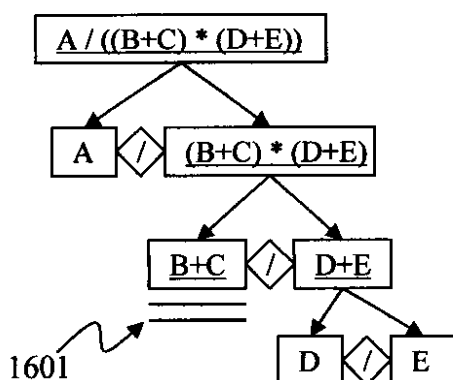 A / ((B+C) * (D+E))
A / (B+C) * (D+E)
B+C / D+E
1601 D / E